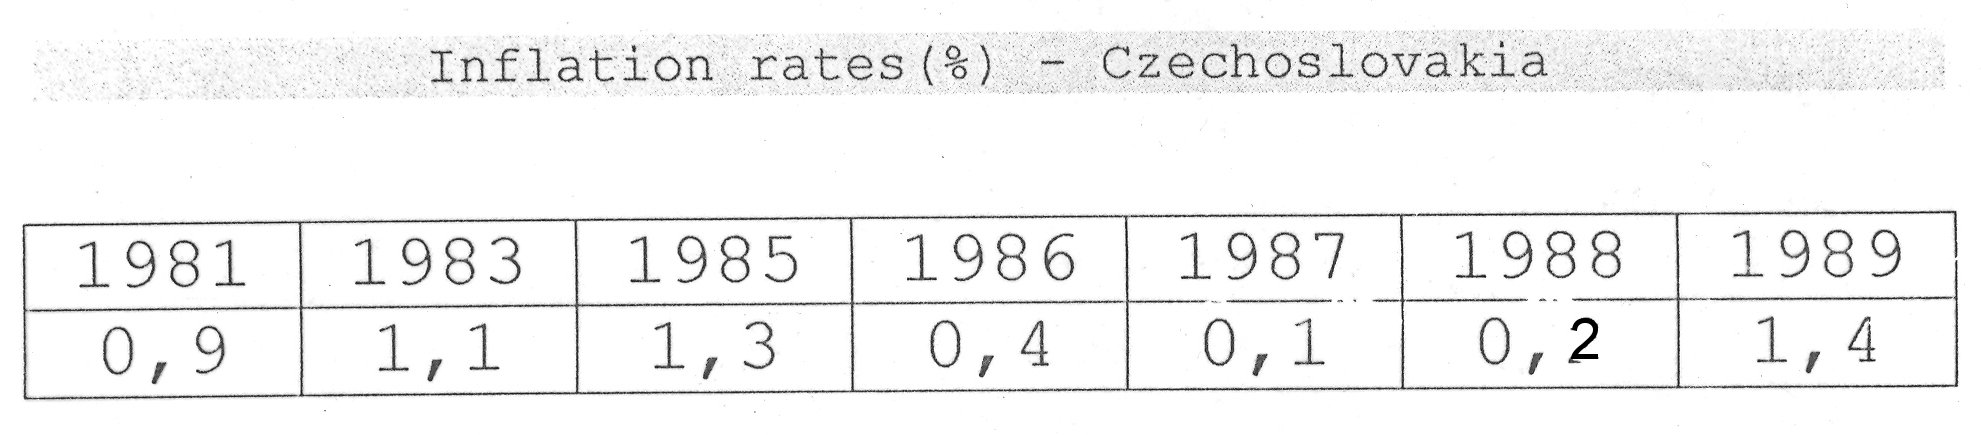 Inflation rates(%) - Czechoslovakia
1981 1983 1985 1986 1987 1988 1989
0,9 1,1 1,3 0,4 0,1 0,2 1,4